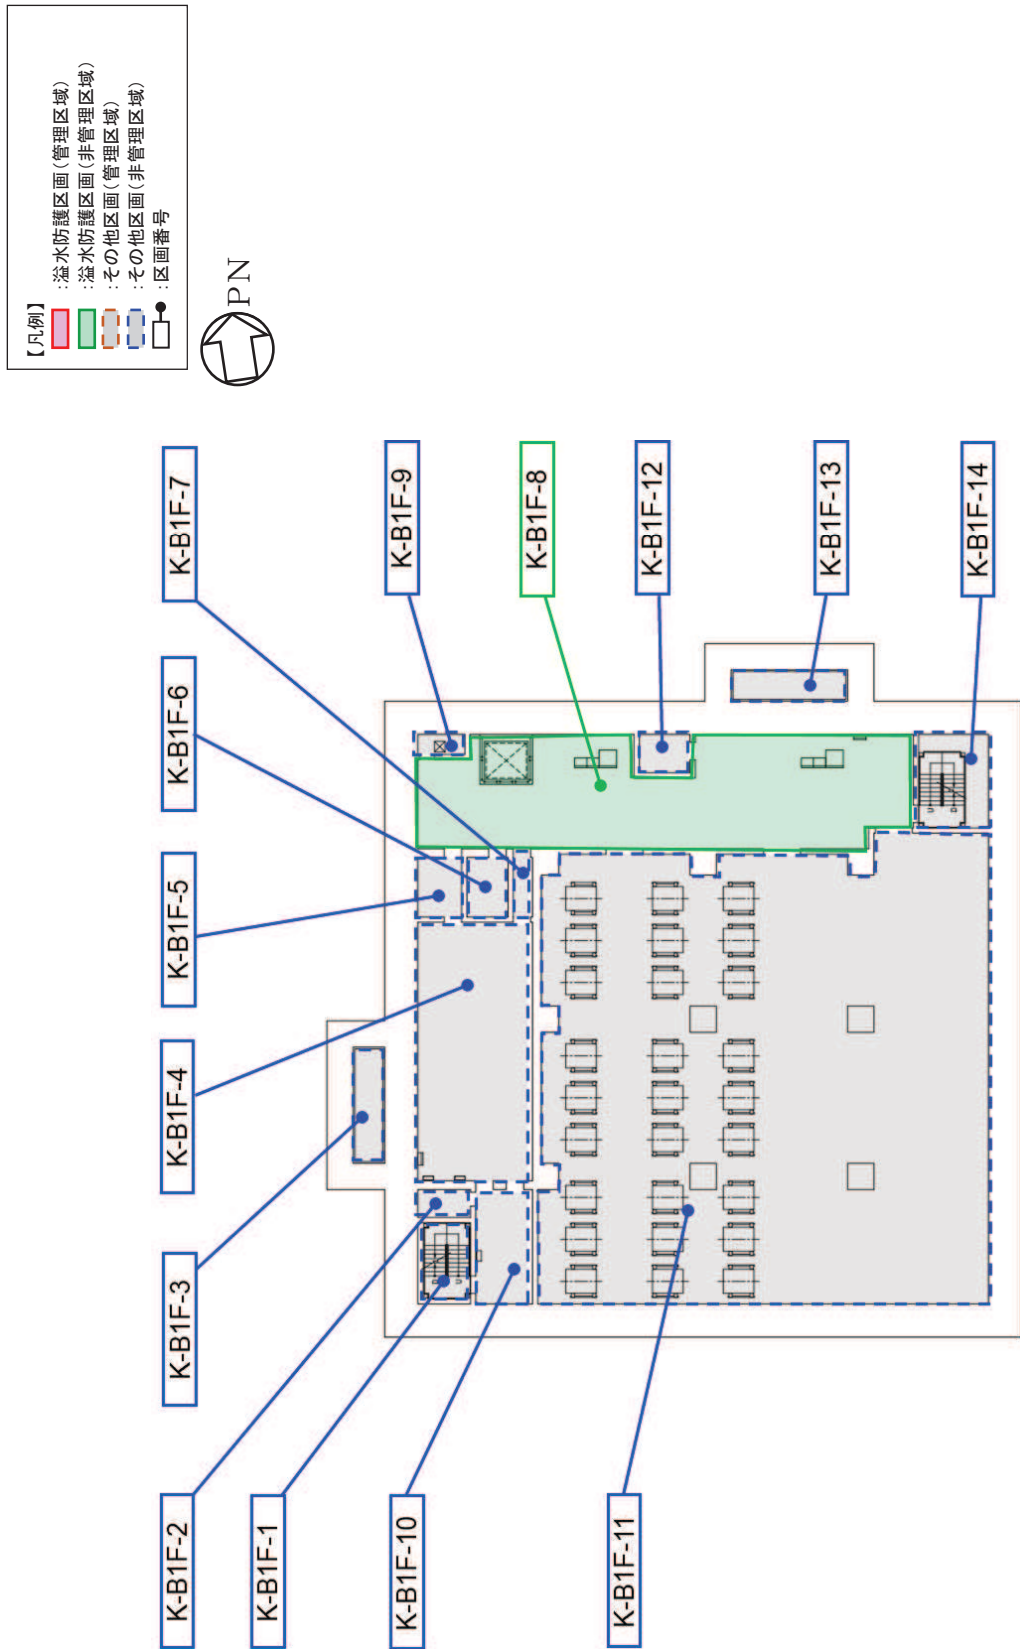 【凡例】
:溢水防護区画(管理区域)
:溢水防護区画(非管理区域)
:その他区画(管理区域)
:その他区画(非管理区域)
:区画番号
PN
K-B1F-2
K-B1F-3
K-B1F-4
K-B1F-5
K-B1F-6
K-B1F-7
K-B1F-1
K-B1F-10
K-B1F-9
K-B1F-8
K-B1F-11
K-B1F-12
K-B1F-13
K-B1F-14